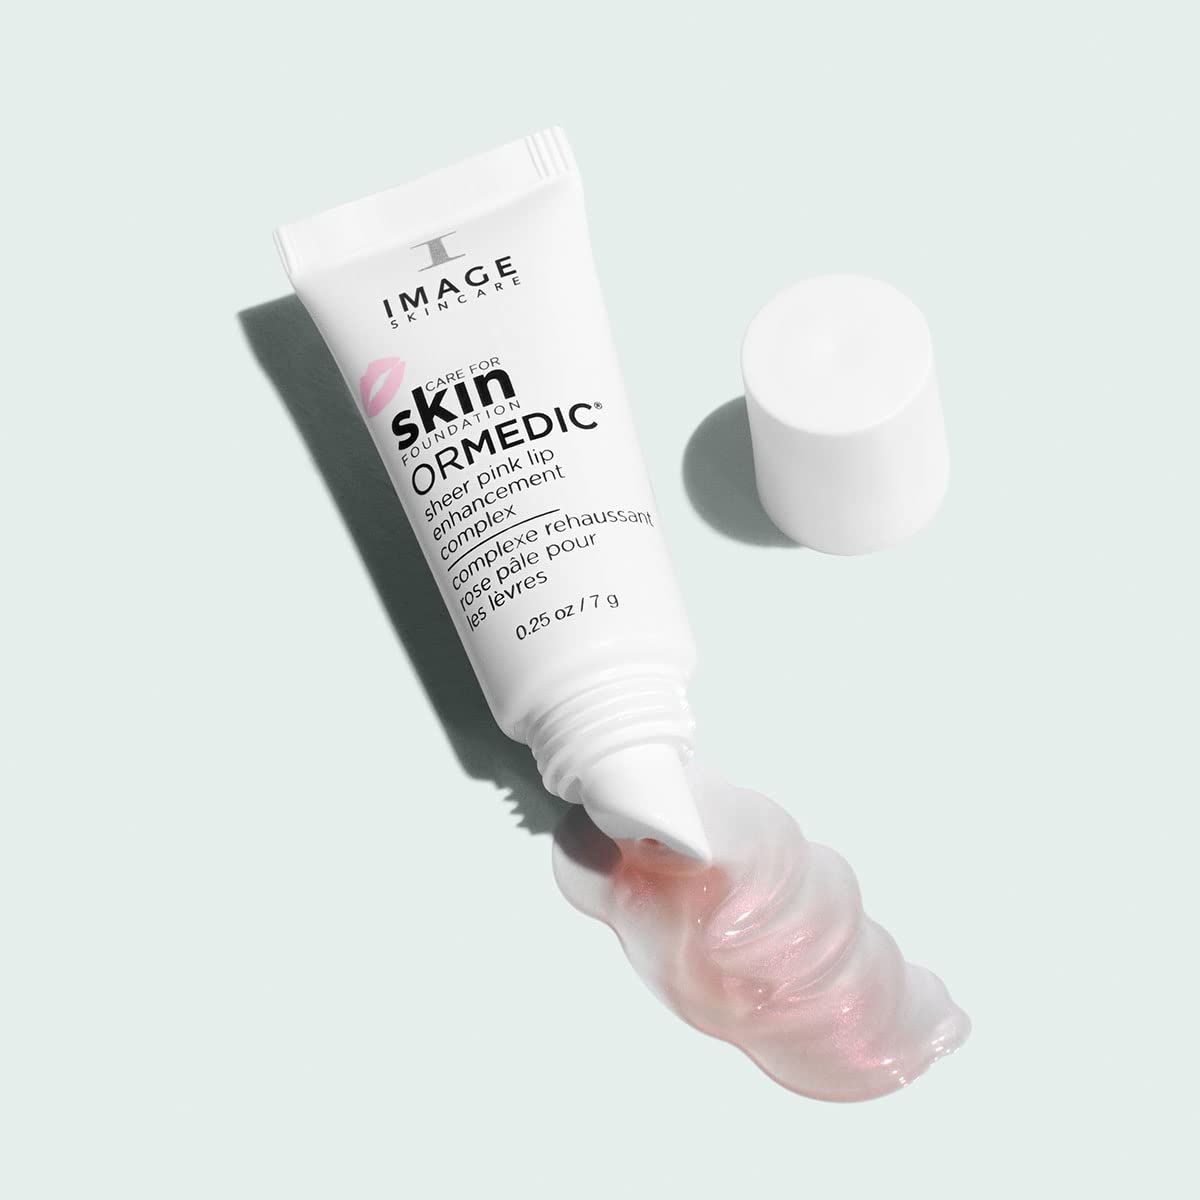 I
IMAGE
SKINCARE
CARE FOR
skin
FOUNDATION
ORMEDIC®
sheer pink lip
enhancement
complex
complexe rehaussant
rose pâle pour
les lèvres
0.25 oz / 7 g